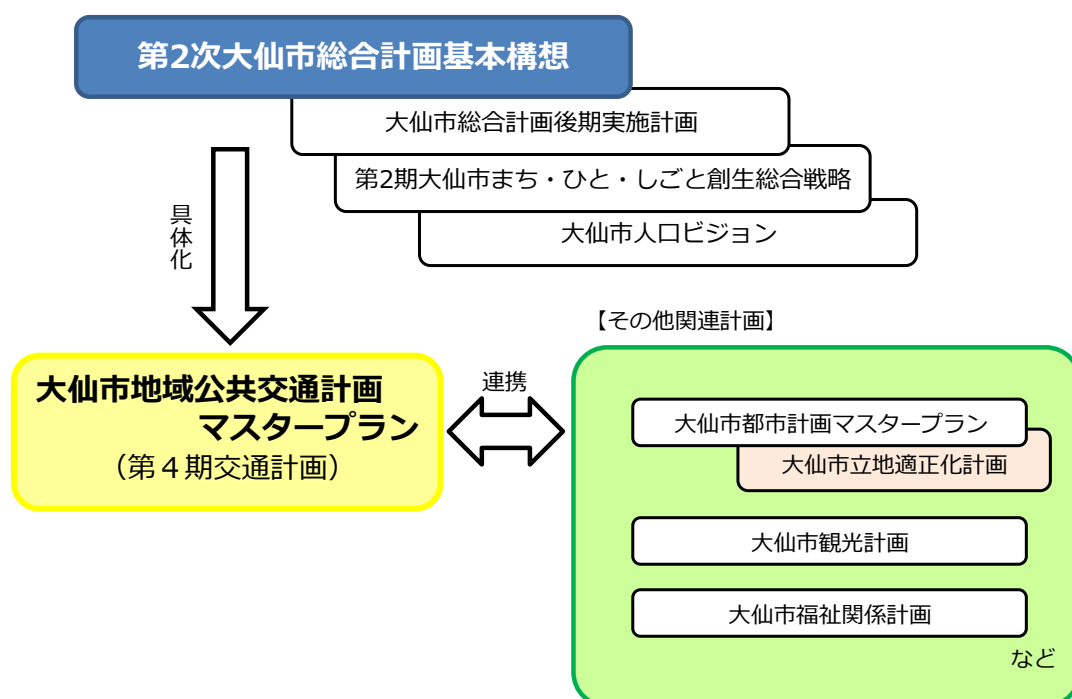 第2次大仙市総合計画基本構想
大仙市総合計画後期実施計画
第2期大仙市まち・ひと・しごと創生総合戦略
大仙市人口ビジョン
具体化
【その他関連計画】
大仙市地域公共交通計画
マスタープラン
（第４期交通計画）
連携
大仙市都市計画マスタープラン
大仙市立地適正化計画
大仙市観光計画
大仙市福祉関係計画
など